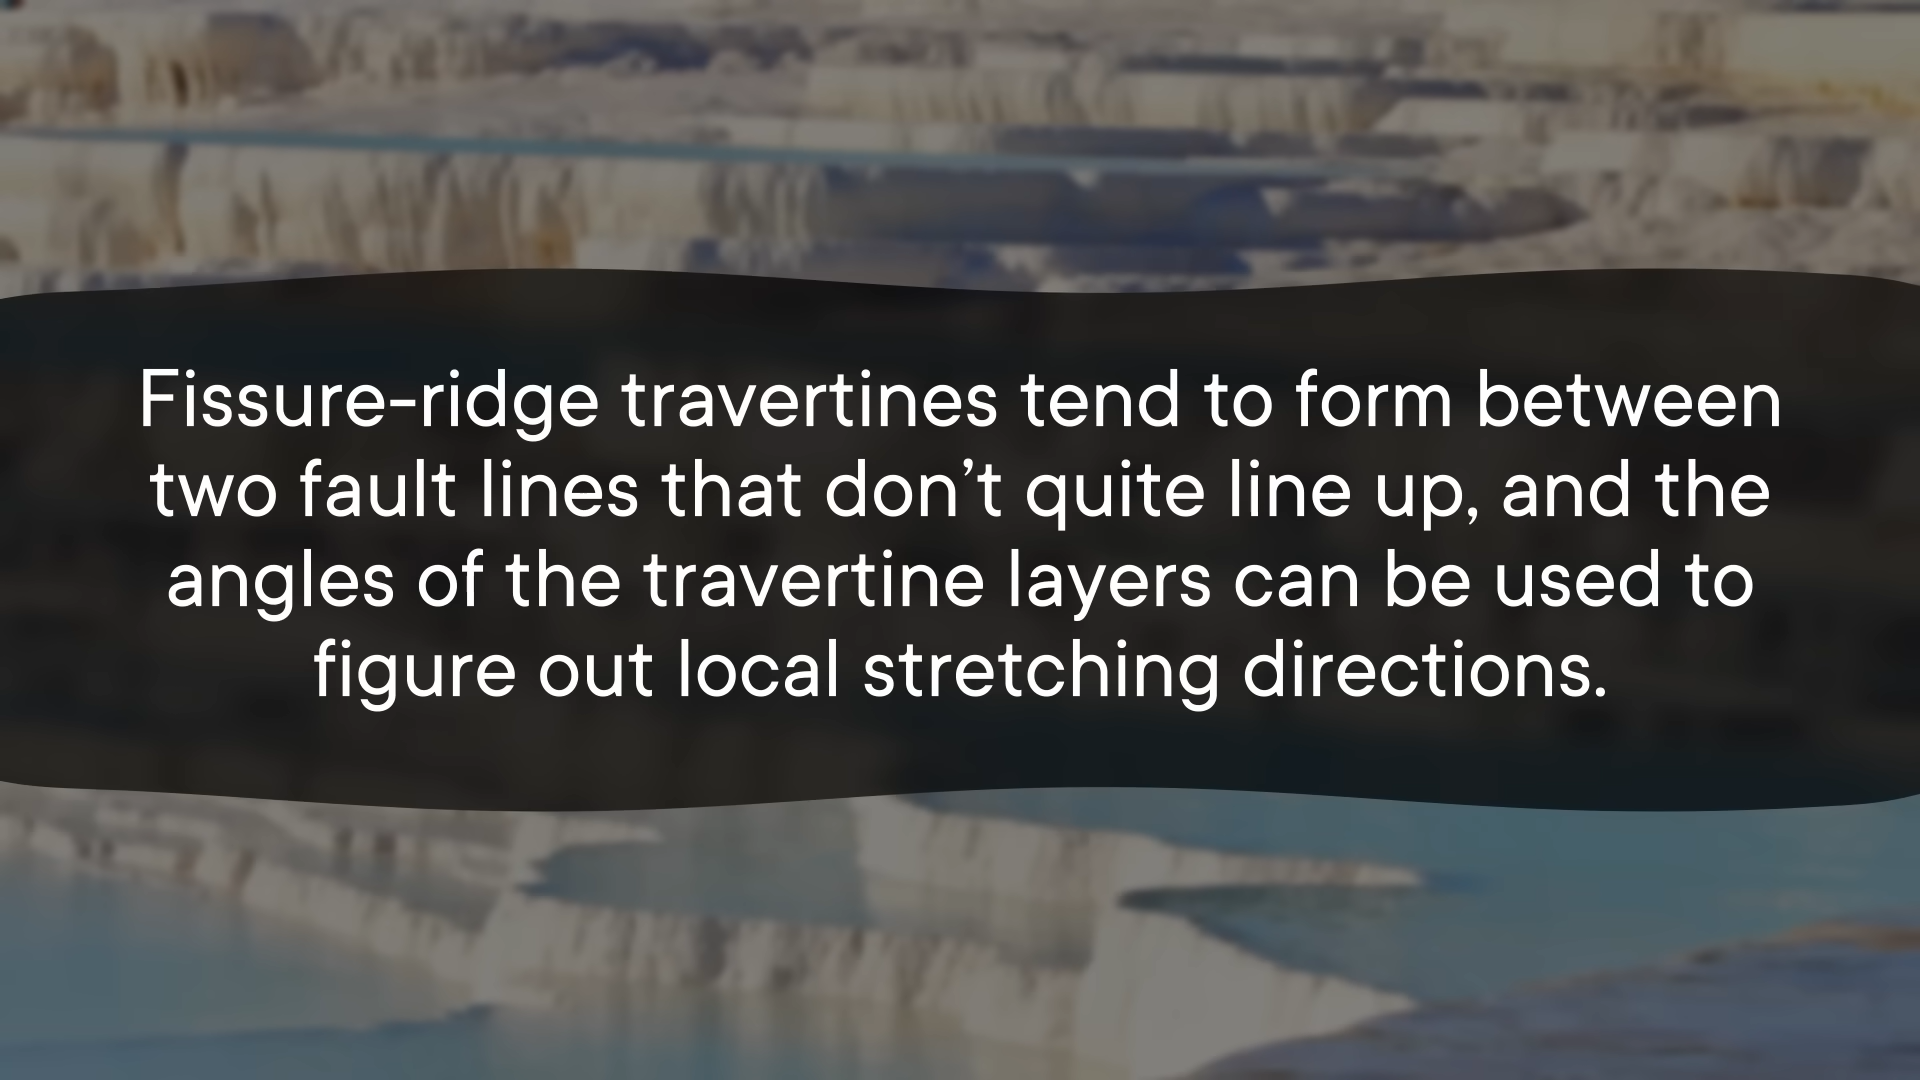 Fissure-ridge travertines tend to form between
two fault lines that don’t quite line up, and the
angles of the travertine layers can be used to
figure out local stretching directions.